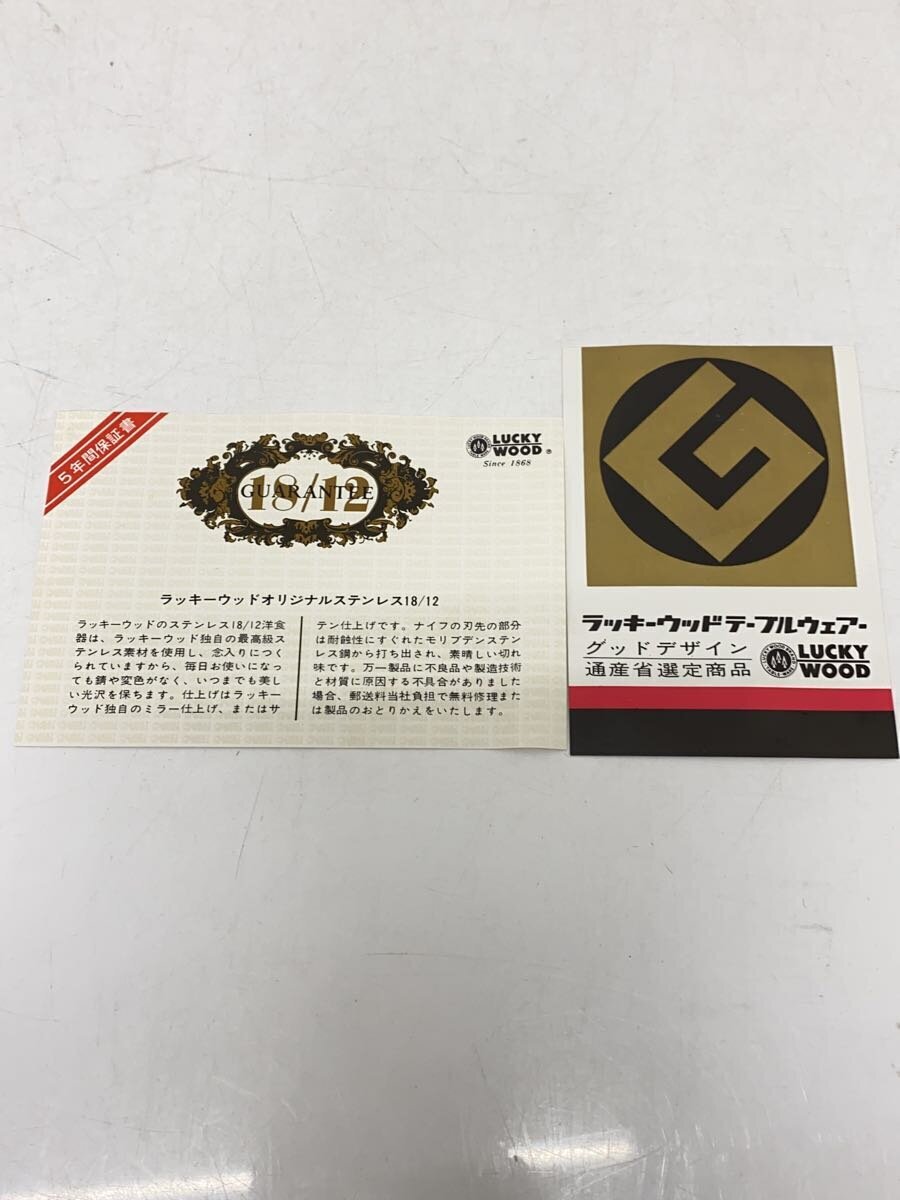 5年間保証書
GUARANTEE
18/12
LUCKY
WOOD®
Since 1868
ラッキーウッドオリジナルステンレス18/12
ラッキーウッドのステンレス18/12洋食
器は、ラッキーウッド独自の最高級ス
テンレス素材を使用し、念入りにつく
られていますから、毎日お使いになっ
ても錆や変色がなく、いつまでも美し
い光沢を保ちます。仕上げはラッキー
ウッド独自のミラー仕上げ、またはサ
テン仕上げです。ナイフの刃先の部分
は耐蝕性にすぐれたモリブデンステン
レス鋼から打ち出され、素晴しい切れ
味です。万一製品に不良品や製造技術
と材質に原因する不具合がありました
場合、郵送料当社負担で無料修理また
は製品のおとりかえをいたします。
ラッキーウッドテーブルウェアー
グッドデザイン
通産省選定商品
LUCKY
WOOD